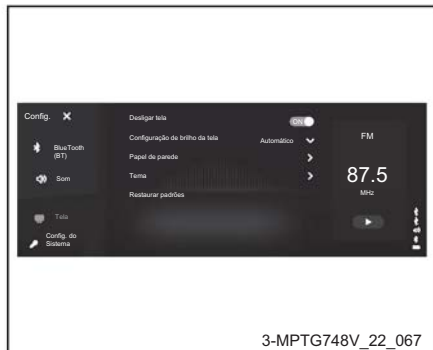 Config.
BlueTooth
(BT)
Som
Tela
Config. do
Sistema
Desligar tela
ON
Configuração de brilho da tela
Automático
Papel de parede
Tema
Restaurar padrões
FM
87.5
MHz
3-MPTG748V_22_067